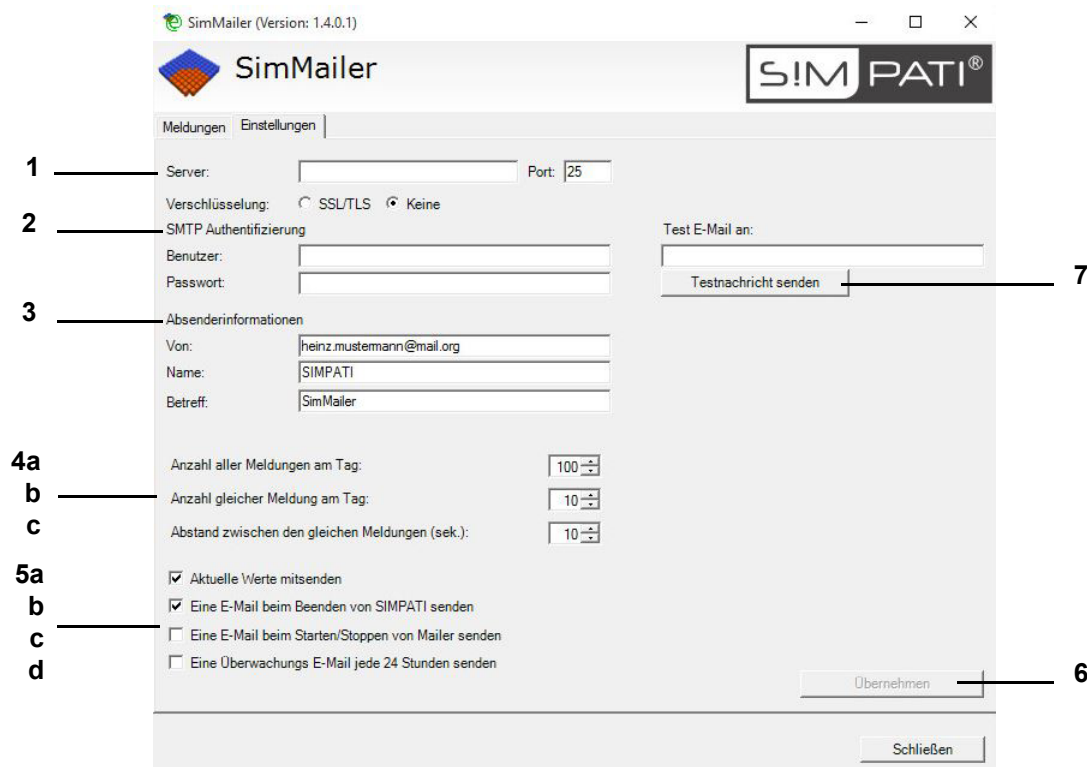 SimMailer (Version: 1.4.0.1)
SimMailer
S!MPATI®
Meldungen Einstellungen
1 Server: Port: 25
Verschlüsselung: SSL/TLS Keine
2 SMTP Authentifizierung Test E-Mail an:
Benutzer:
Passwort: Testnachricht senden 7
3 Absenderinformationen
Von: heinz.mustermann@mail.org
Name: SIMPATI
Betreff: SimMailer
4a Anzahl aller Meldungen am Tag: 100
b Anzahl gleicher Meldung am Tag: 10
c Abstand zwischen den gleichen Meldungen (sek.): 10
5a Aktuelle Werte mitsenden
b Eine E-Mail beim Beenden von SIMPATI senden
c Eine E-Mail beim Starten/Stoppen von Mailer senden
d Eine Überwachungs E-Mail jede 24 Stunden senden
Übernehmen 6
Schließen